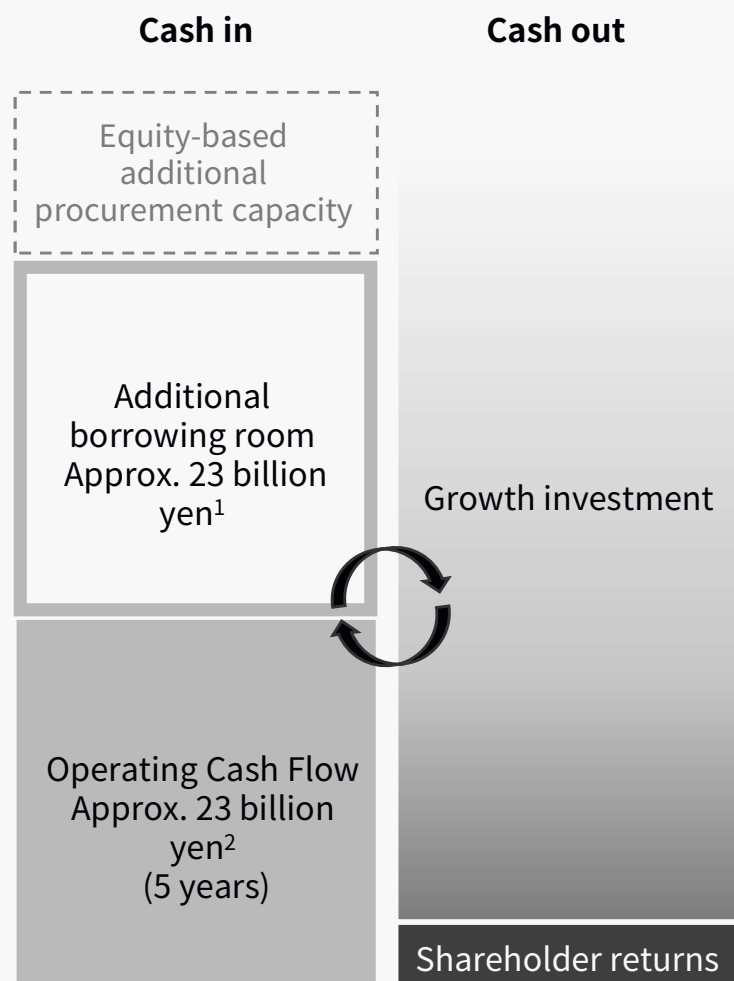 Cash in
Cash out
Equity-based
additional
procurement capacity
Additional
borrowing room
Approx. 23 billion
yen¹
Growth investment
Operating Cash Flow
Approx. 23 billion
yen²
(5 years)
Shareholder returns